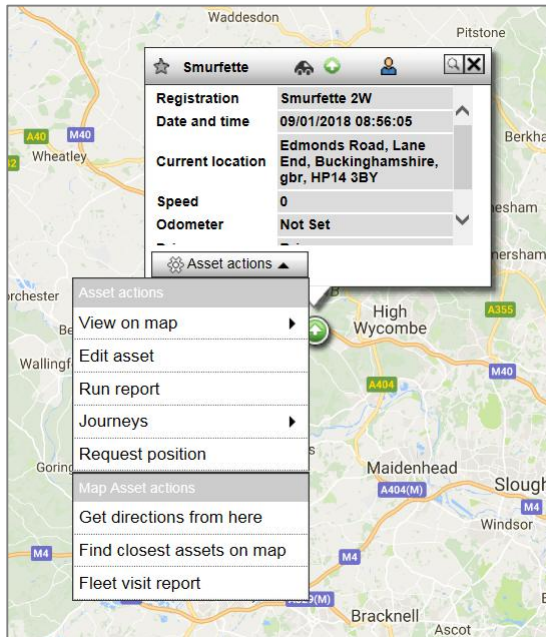 Waddesdon
Pitstone
Smurfette
Registration Smurfette 2W
Date and time 09/01/2018 08:56:05
Current location Edmonds Road, Lane
End, Buckinghamshire,
gbr, HP14 3BY
Speed 0
Odometer Not Set
A40 M40
Wheatley
Berkha
esham
ersham
Asset actions
Asset actions
View on map
Edit asset
Run report
Journeys
Request position
Map Asset actions
Get directions from here
Find closest assets on map
Fleet visit report
rchester
Wallingf
Goring
High
Wycombe
A355
M40
A404
Maidenhead
A404(M)
Slough
M4
Windsor
M4
M4
Bracknell
Ascot